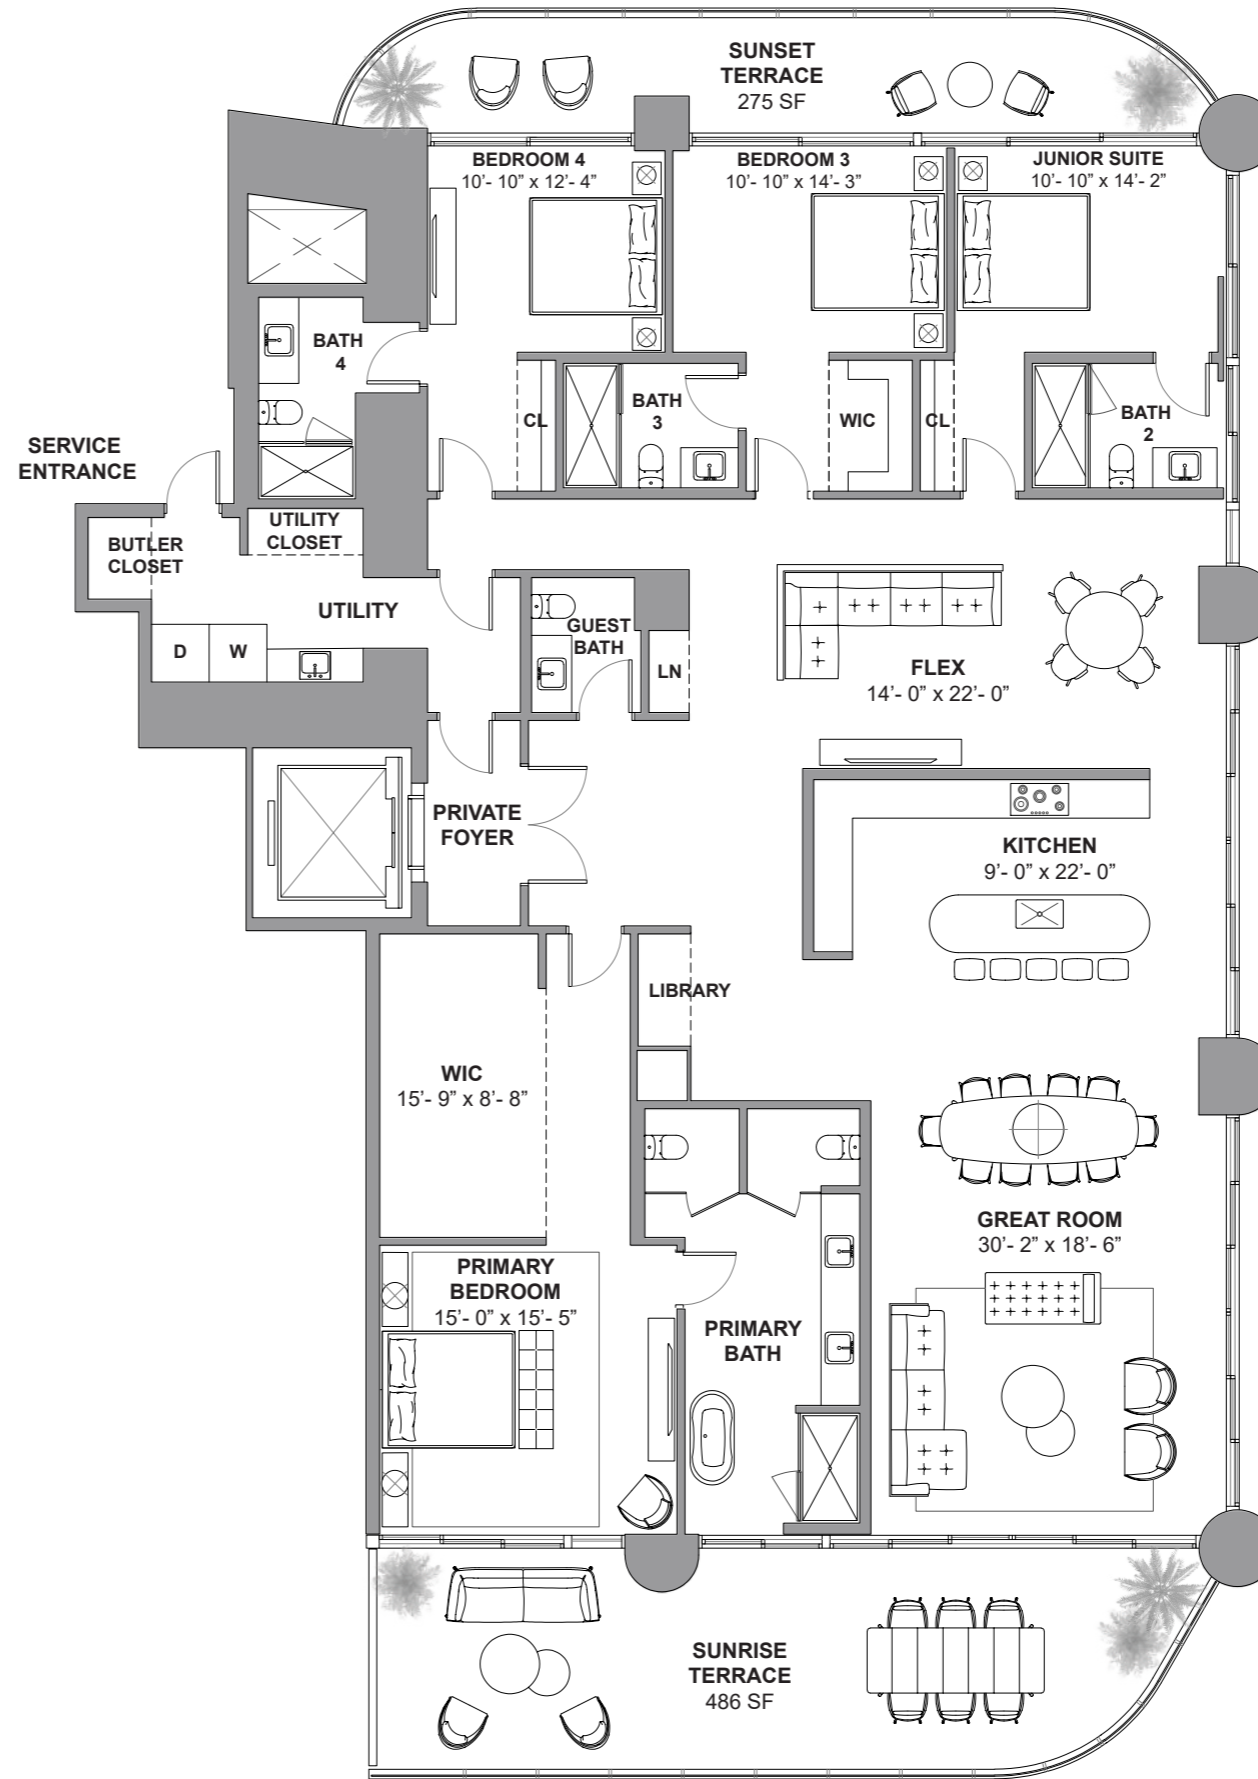 SUNSET
TERRACE
275 SF
BEDROOM 4
10’- 10” x 12’- 4”
BEDROOM 3
10’- 10” x 14’- 3”
JUNIOR SUITE
10’- 10” x 14’- 2”
BATH
4
CL
BATH
3
WIC
CL
BATH
2
SERVICE
ENTRANCE
BUTLER
CLOSET
UTILITY
CLOSET
UTILITY
D
W
GUEST
BATH
LN
FLEX
14’- 0” x 22’- 0”
PRIVATE
FOYER
KITCHEN
9’- 0” x 22’- 0”
LIBRARY
WIC
15’- 9” x 8’- 8”
GREAT ROOM
30’- 2” x 18’- 6”
PRIMARY
BEDROOM
15’- 0” x 15’- 5”
PRIMARY
BATH
SUNRISE
TERRACE
486 SF